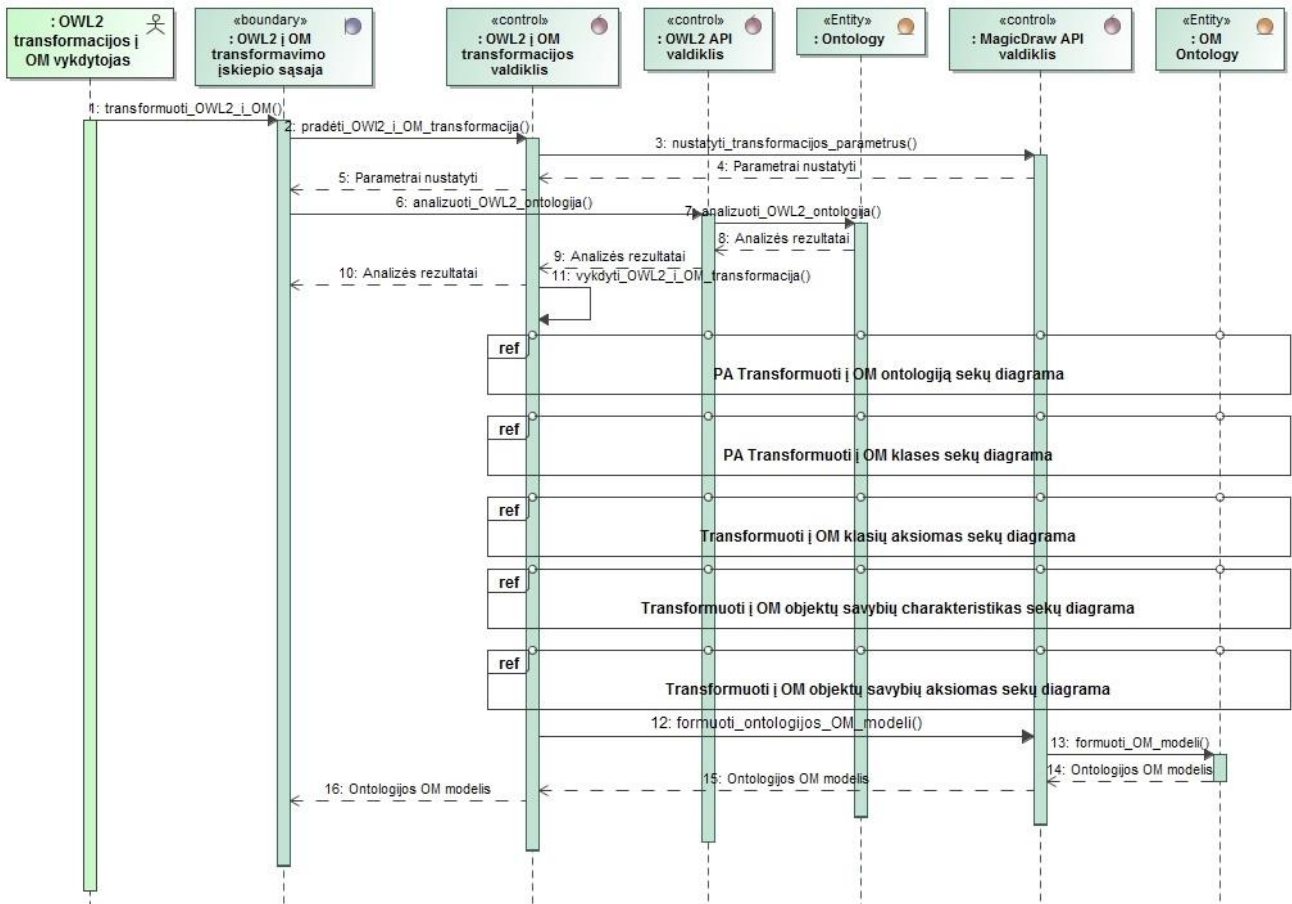 : OWL2
transformacijos į
OM vykdytojas
«boundary»
: OWL2 į OM
transformavimo
įskiepio sąsaja
«control»
: OWL2 į OM
transformacijos
valdiklis
«control»
: OWL2 API
valdiklis
«Entity»
: Ontology
«control»
: MagicDraw API
valdiklis
«Entity»
: OM
Ontology
1: transformuoti_OWL2_i_OM()
2: pradėti_OWl2_i_OM_transformacija()
3: nustatyti_transformacijos_parametrus()
4: Parametrai nustatyti
5: Parametrai nustatyti
6: analizuoti_OWL2_ontologija()
7: analizuoti_OWL2_ontologija()
8: Analizės rezultatai
9: Analizės rezultatai
10: Analizės rezultatai
11: vykdyti_OWL2_i_OM_transformacija()
ref
PA Transformuoti į OM ontologiją sekų diagrama
ref
PA Transformuoti į OM klases sekų diagrama
ref
Transformuoti į OM klasių aksiomas sekų diagrama
ref
Transformuoti į OM objektų savybių charakteristikas sekų diagrama
ref
Transformuoti į OM objektų savybių aksiomas sekų diagrama
12: formuoti_ontologijos_OM_modeli()
13: formuoti_OM_modeli()
14: Ontologijos OM modelis
15: Ontologijos OM modelis
16: Ontologijos OM modelis